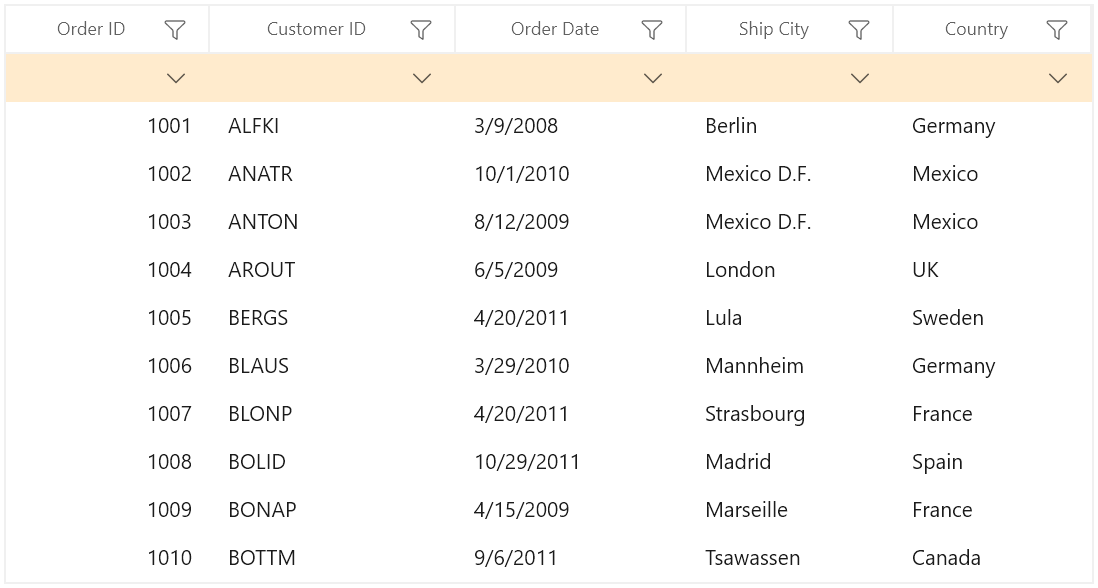 Order ID Customer ID Order Date Ship City Country
1001 ALFKI 3/9/2008 Berlin Germany
1002 ANATR 10/1/2010 Mexico D.F. Mexico
1003 ANTON 8/12/2009 Mexico D.F. Mexico
1004 AROUT 6/5/2009 London UK
1005 BERGS 4/20/2011 Lula Sweden
1006 BLAUS 3/29/2010 Mannheim Germany
1007 BLONP 4/20/2011 Strasbourg France
1008 BOLID 10/29/2011 Madrid Spain
1009 BONAP 4/15/2009 Marseille France
1010 BOTTM 9/6/2011 Tsawassen Canada